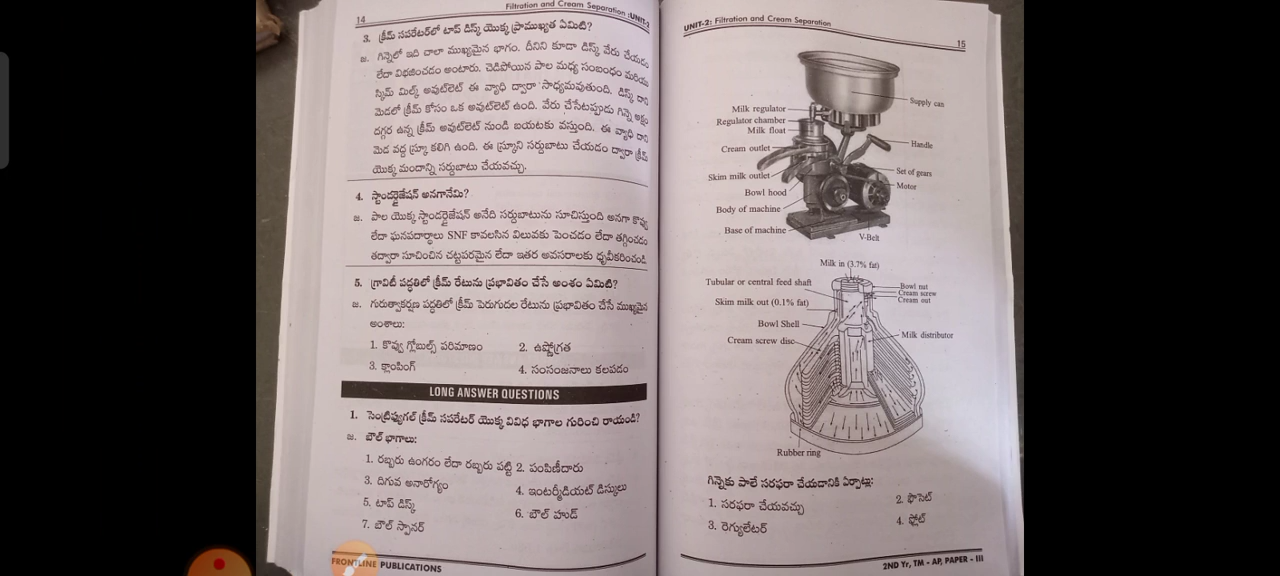 14
Filtration and Cream Separation :UNIT-2
3. క్రీమ్ సపరేటర్‌లో టాప్ డిస్క్ యొక్క ప్రాముఖ్యత ఏమిటి?
జ. గిన్నెలో ఇది చాలా ముఖ్యమైన భాగం. దీనిని కూడా డిస్క్ వేరు చేయడం
లేదా విభజించడం అంటారు. చెడిపోయిన పాల మధ్య సంబంధం మరియు
స్కిమ్ మిల్క్ అవుట్‌లెట్ ఈ వ్యాధి ద్వారా సాధ్యమవుతుంది. డిస్క్ దాని
మెడలో క్రీమ్ కోసం ఒక అవుట్‌లెట్ ఉంది. వేరు చేసేటప్పుడు గిన్నె అక్షం
దగ్గర ఉన్న క్రీమ్ అవుట్‌లెట్ నుండి బయటకు వస్తుంది. ఈ వ్యాధి దాని
మెడ వద్ద స్క్రూ కలిగి ఉంది. ఈ స్క్రూని సర్దుబాటు చేయడం ద్వారా క్రీమ్
యొక్క మందాన్ని సర్దుబాటు చేయవచ్చు.
4. స్టాండర్డైజేషన్ అనగానేమి?
జ. పాల యొక్క స్టాండర్డైజేషన్ అనేది సర్దుబాటును సూచిస్తుంది అనగా కొవ్వు
లేదా ఘనపదార్థాలు SNF కావలసిన విలువకు పెంచడం లేదా తగ్గించడం
తద్వారా సూచించిన చట్టపరమైన లేదా ఇతర అవసరాలకు ధృవీకరించండి
5. గ్రావిటీ పద్ధతిలో క్రీమ్ రేటును ప్రభావితం చేసే అంశం ఏమిటి?
జ. గురుత్వాకర్షణ పద్ధతిలో క్రీమ్ పెరుగుదల రేటును ప్రభావితం చేసే ముఖ్యమైన
అంశాలు:
1. కొవ్వు గ్లోబుల్స్ పరిమాణం 2. ఉష్ణోగ్రత
3. క్లాంపింగ్ 4. సంసంజనాలు కలపడం
LONG ANSWER QUESTIONS
1. సెంట్రిఫ్యుగల్ క్రీమ్ సపరేటర్ యొక్క వివిధ భాగాల గురించి రాయండి?
జ. బౌల్ భాగాలు:
1. రబ్బరు ఉంగరం లేదా రబ్బరు పట్టీ 2. పంపిణీదారు
3. దిగువ అనారోగ్యం 4. ఇంటర్మీడియట్ డిస్కులు
5. టాప్ డిస్క్ 6. బౌల్ హుడ్
7. బౌల్ స్పానర్
FRONTLINE PUBLICATIONS
UNIT-2: Filtration and Cream Separation
15
Supply can
Milk regulator
Regulator chamber
Milk float
Handle
Cream outlet
Set of gears
Skim milk outlet
Motor
Bowl hood
Body of machine
Base of machine
V-Belt
Milk in (3.7% fat)
Tubular or central feed shaft
Bowl nut
Cream screw
Cream out
Skim milk out (0.1% fat)
Bowl Shell
Milk distributor
Cream screw disc
Rubber ring
గిన్నెకు పాలే సరఫరా చేయడానికి ఏర్పాట్లు:
1. సరఫరా చేయవచ్చు 2. ఫౌసెట్
3. రెగ్యులేటర్ 4. ఫ్లోట్
2ND Yr, TM - AP, PAPER - III